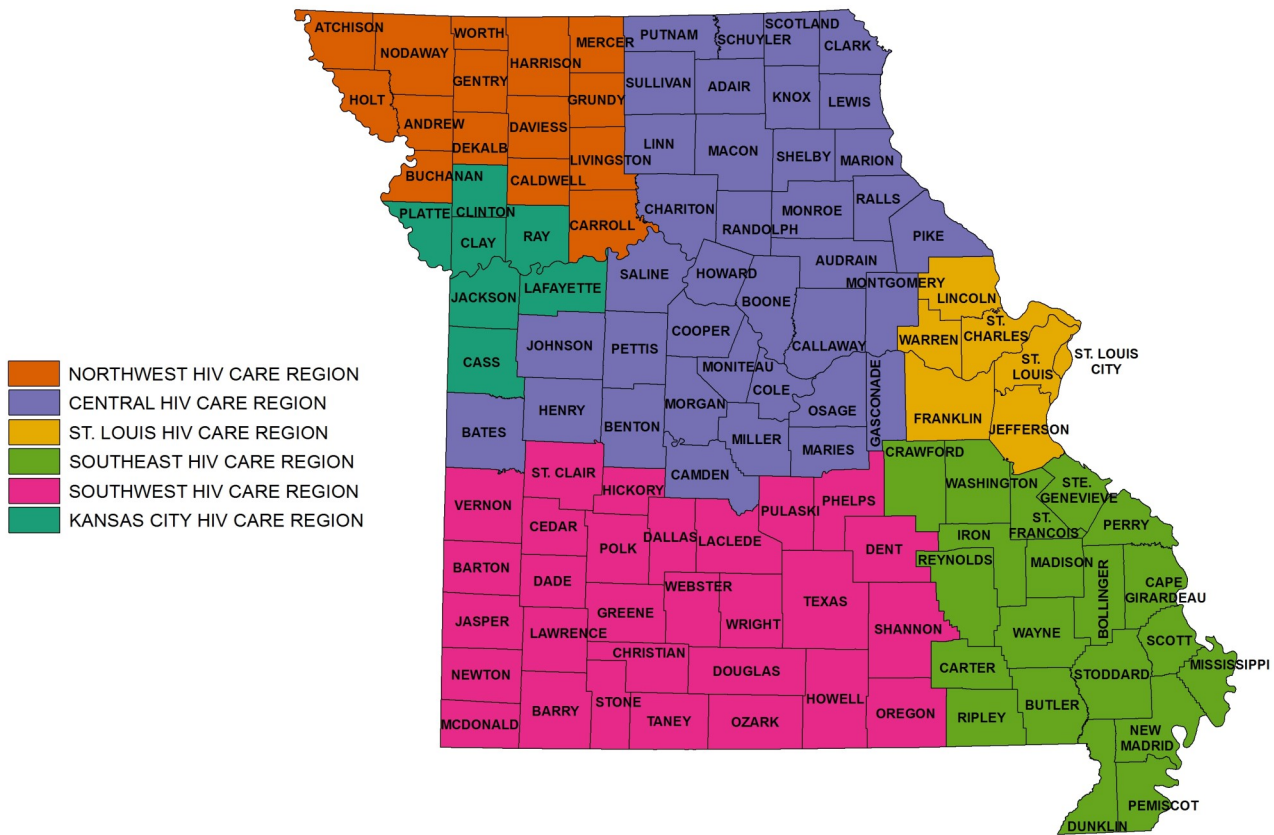 ATCHISON
NODAWAY
WORTH
HARRISON
MERCER
PUTNAM
SCHUYLER
SCOTLAND
CLARK
HOLT
GENTRY
GRUNDY
SULLIVAN
ADAIR
KNOX
LEWIS
ANDREW
DEKALB
DAVIESS
LIVINGSTON
LINN
MACON
SHELBY
MARION
BUCHANAN
CALDWELL
CHARITON
RANDOLPH
MONROE
RALLS
PLATTE
CLINTON
CLAY
RAY
CARROLL
PIKE
SALINE
HOWARD
AUDRAIN
JACKSON
LAFAYETTE
BOONE
MONTGOMERY
LINCOLN
COOPER
CALLAWAY
WARREN
ST.
CHARLES
JOHNSON
PETTIS
CASS
MONITEAU
COLE
ST.
LOUIS
ST. LOUIS
CITY
NORTHWEST HIV CARE REGION
CENTRAL HIV CARE REGION
ST. LOUIS HIV CARE REGION
SOUTHEAST HIV CARE REGION
SOUTHWEST HIV CARE REGION
KANSAS CITY HIV CARE REGION
HENRY
BENTON
MORGAN
OSAGE
GASCONADE
FRANKLIN
JEFFERSON
BATES
MILLER
MARIES
CAMDEN
CRAWFORD
ST. CLAIR
HICKORY
WASHINGTON
STE.
GENEVIEVE
VERNON
PULASKI
PHELPS
ST.
FRANCOIS
PERRY
CEDAR
POLK
DALLAS
LACLEDE
DENT
IRON
BARTON
DADE
WEBSTER
REYNOLDS
MADISON
BOLLINGER
CAPE
GIRARDEAU
GREENE
WRIGHT
TEXAS
JASPER
LAWRENCE
SHANNON
WAYNE
SCOTT
CHRISTIAN
NEWTON
DOUGLAS
CARTER
STODDARD
MISSISSIPPI
STONE
HOWELL
MCDONALD
BARRY
TANEY
OZARK
OREGON
RIPLEY
BUTLER
NEW
MADRID
PEMISCOT
DUNKLIN